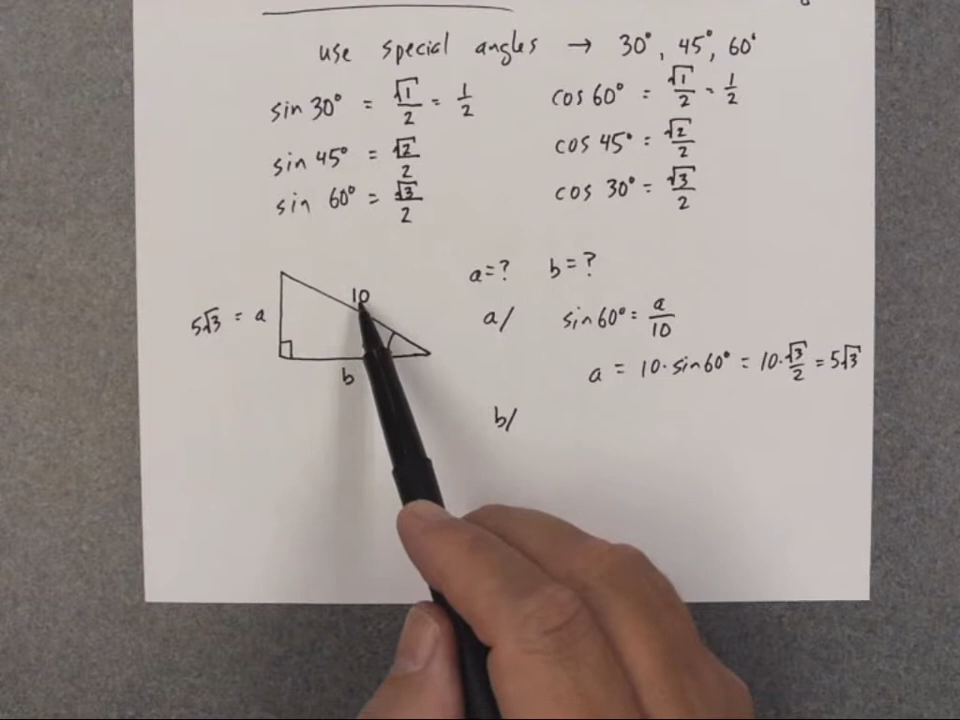 use special angles → 30°, 45°, 60°
sin 30° = √1/2 = 1/2
cos 60° = √1/2 = 1/2
sin 45° = √2/2
cos 45° = √2/2
sin 60° = √3/2
cos 30° = √3/2
a = ? b = ?
10
5√3 = a
b
a/ sin 60° = a/10
a = 10 · sin 60° = 10 · √3/2 = 5√3
b/